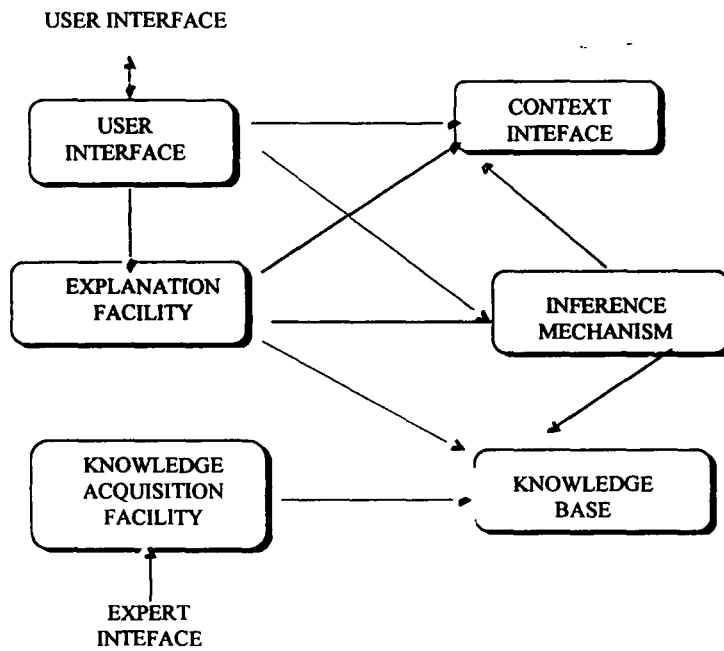 USER INTERFACE
USER
INTERFACE
CONTEXT
INTEFACE
EXPLANATION
FACILITY
INFERENCE
MECHANISM
KNOWLEDGE
ACQUISITION
FACILITY
KNOWLEDGE
BASE
EXPERT
INTEFACE